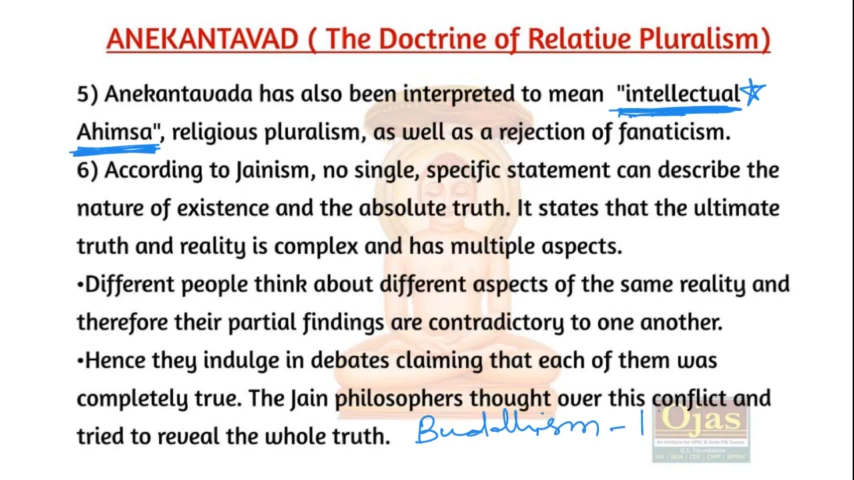 ANEKANTAVAD ( The Doctrine of Relative Pluralism)
5) Anekantavada has also been interpreted to mean "intellectual
Ahimsa", religious pluralism, as well as a rejection of fanaticism.
6) According to Jainism, no single, specific statement can describe the
nature of existence and the absolute truth. It states that the ultimate
truth and reality is complex and has multiple aspects.
•Different people think about different aspects of the same reality and
therefore their partial findings are contradictory to one another.
•Hence they indulge in debates claiming that each of them was
completely true. The Jain philosophers thought over this conflict and
tried to reveal the whole truth.
Buddhism - 1
Ojas